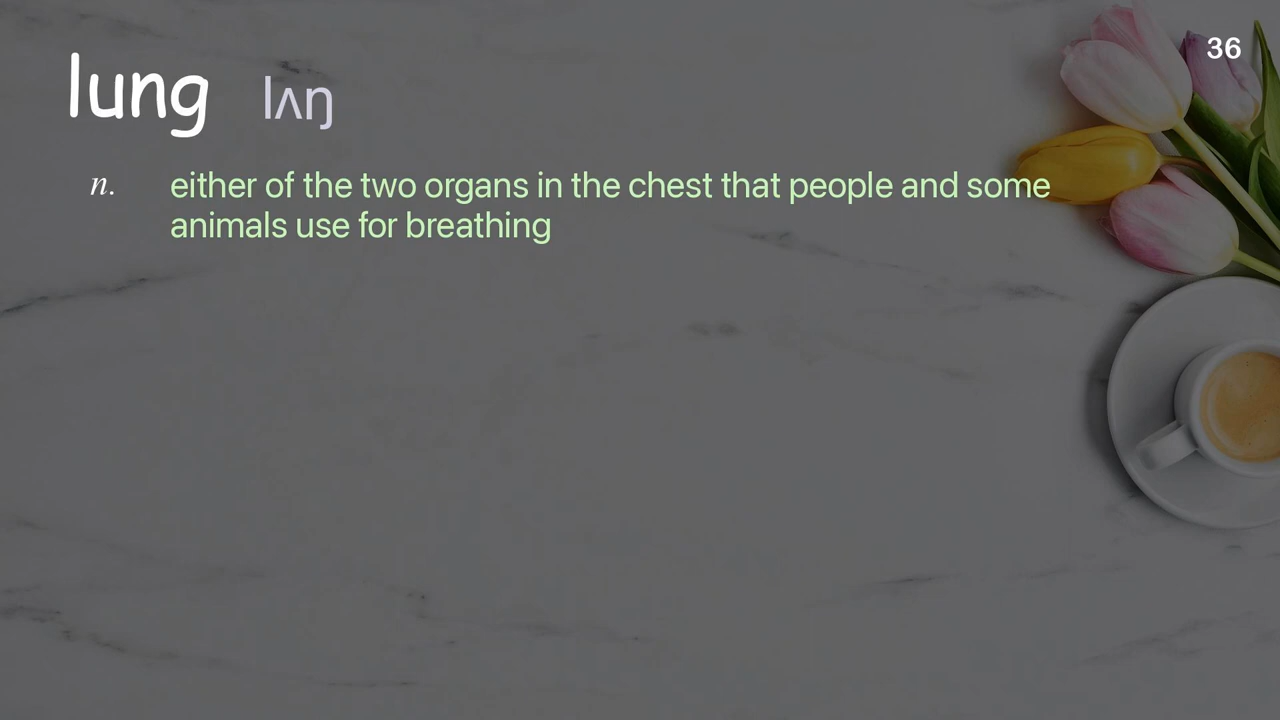 36
lung lʌŋ
n. either of the two organs in the chest that people and some
animals use for breathing